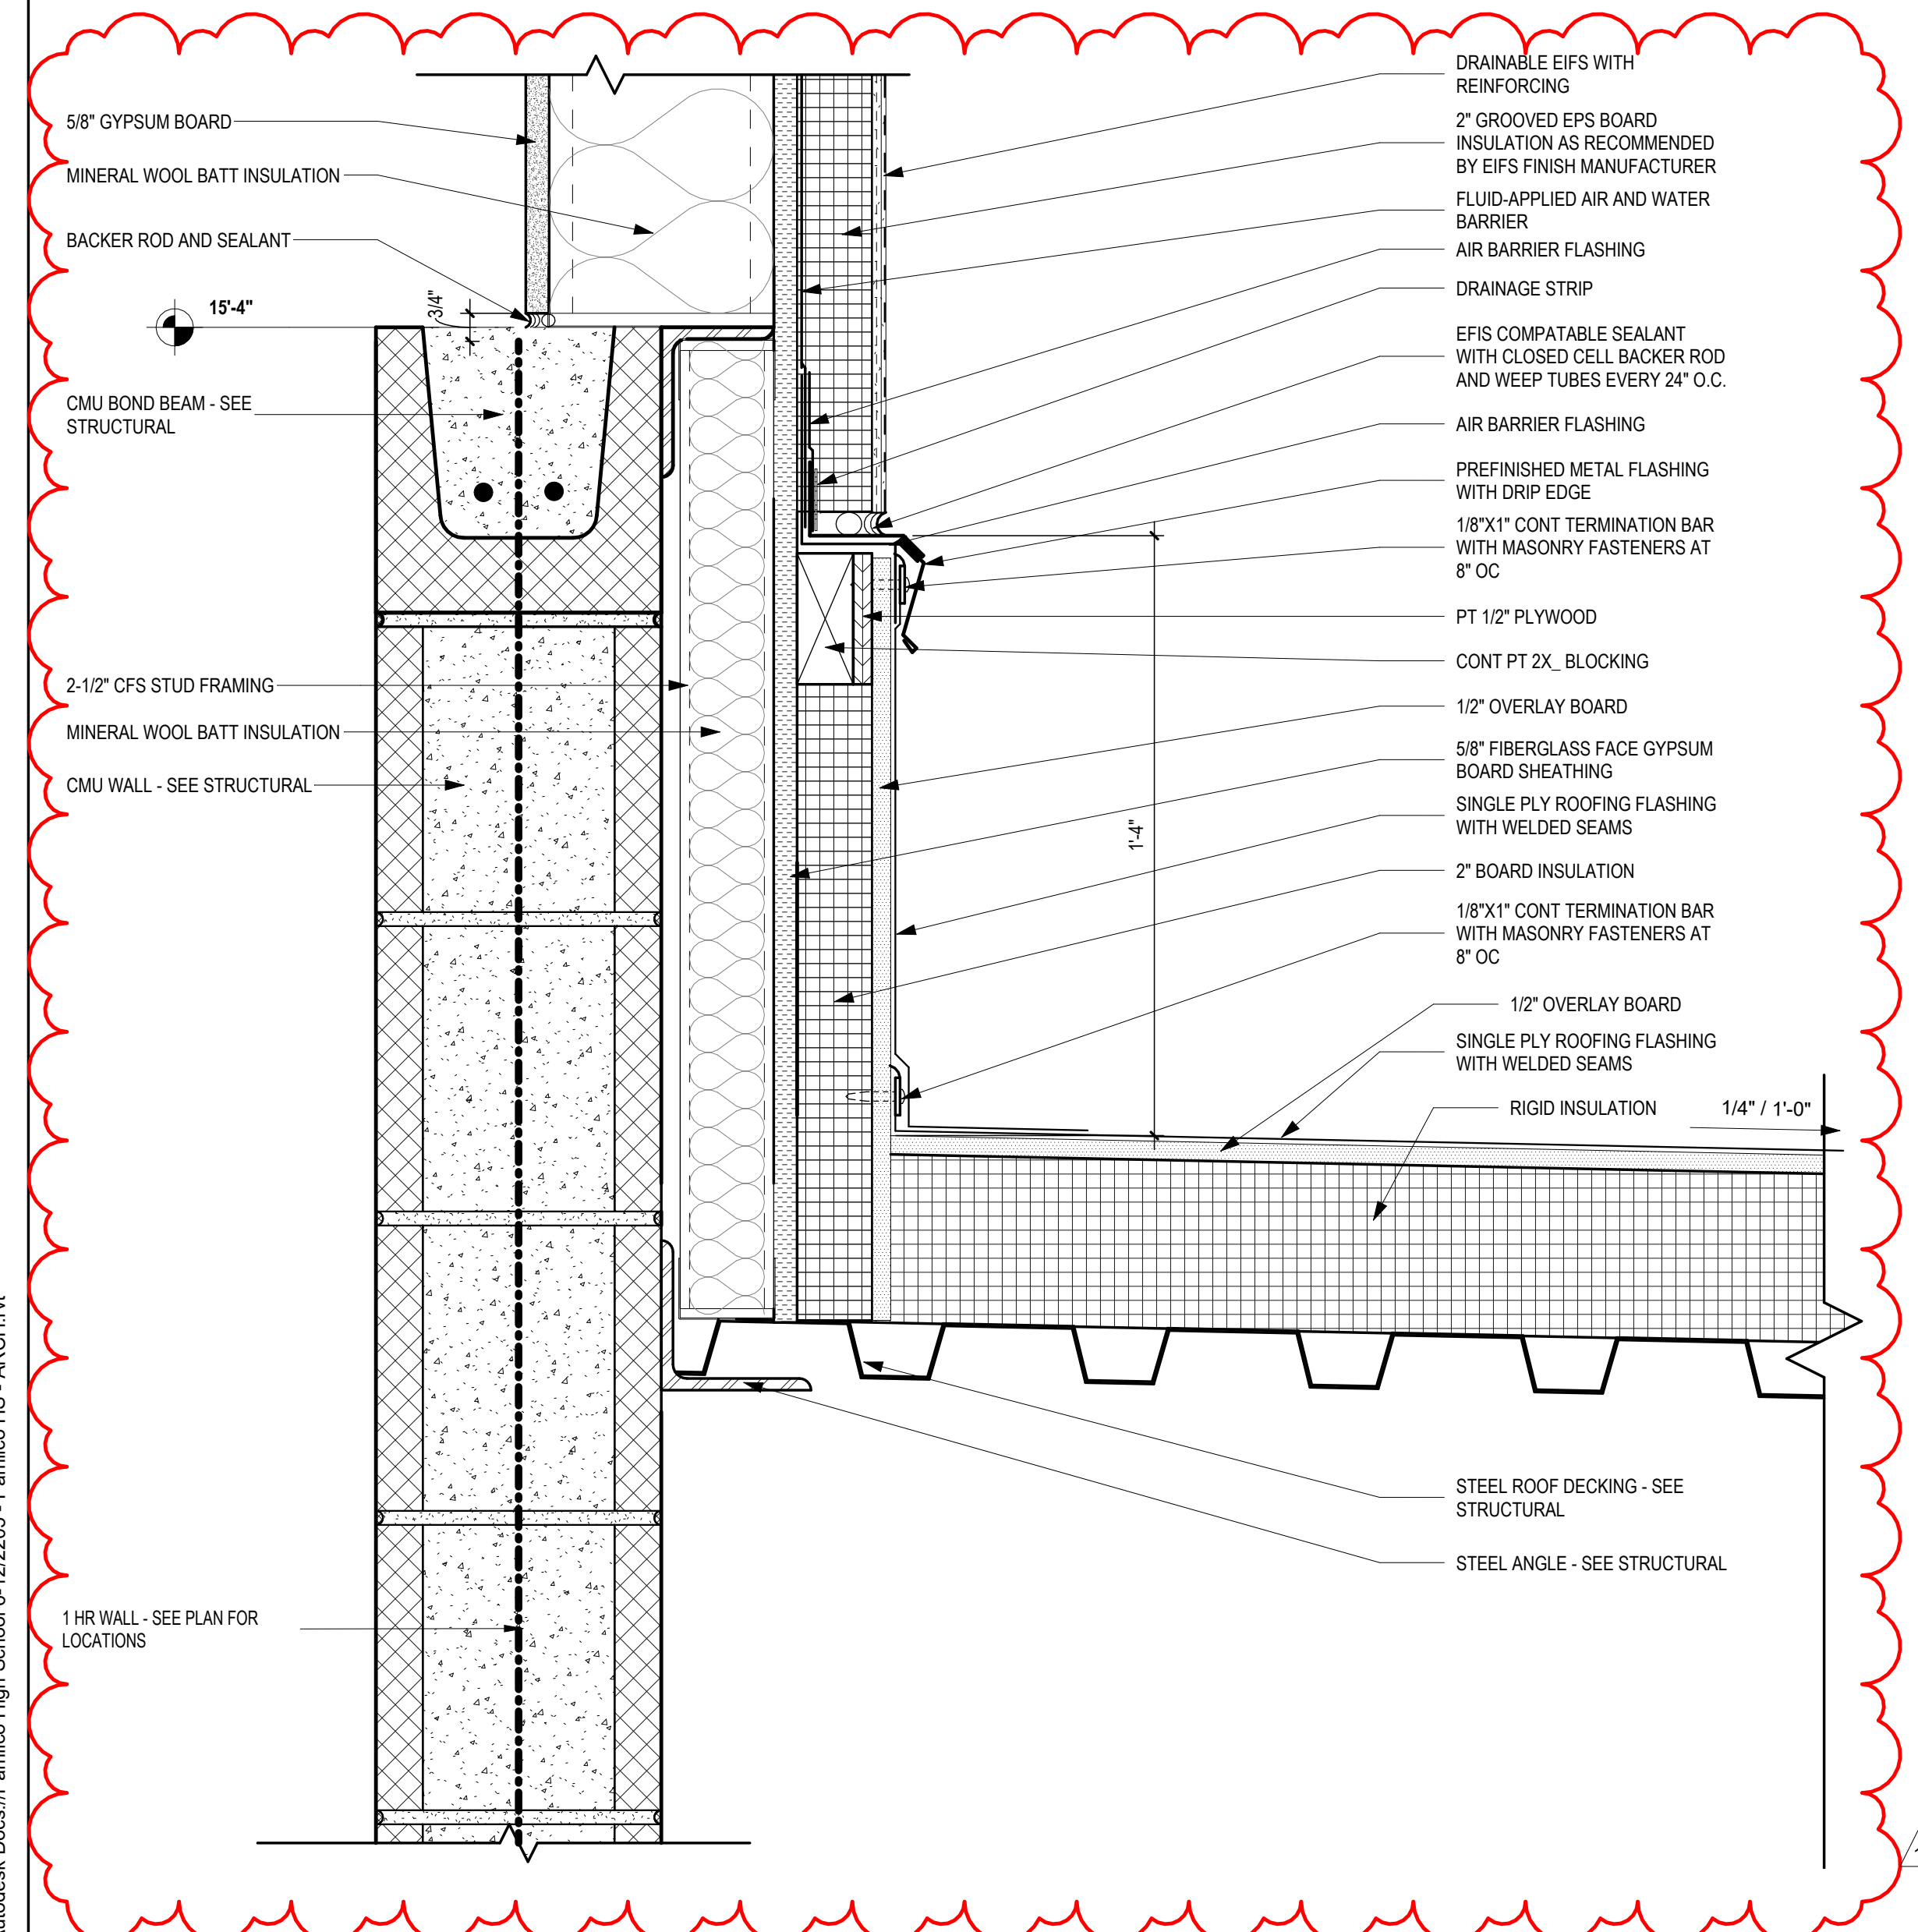 5/8" GYPSUM BOARD
MINERAL WOOL BATT INSULATION
BACKER ROD AND SEALANT
15'-4"
3/4"
CMU BOND BEAM - SEE
STRUCTURAL
2-1/2" CFS STUD FRAMING
MINERAL WOOL BATT INSULATION
CMU WALL - SEE STRUCTURAL
1 HR WALL - SEE PLAN FOR
LOCATIONS
DRAINABLE EIFS WITH
REINFORCING
2" GROOVED EPS BOARD
INSULATION AS RECOMMENDED
BY EIFS FINISH MANUFACTURER
FLUID-APPLIED AIR AND WATER
BARRIER
AIR BARRIER FLASHING
DRAINAGE STRIP
EFIS COMPATABLE SEALANT
WITH CLOSED CELL BACKER ROD
AND WEEP TUBES EVERY 24" O.C.
AIR BARRIER FLASHING
PREFINISHED METAL FLASHING
WITH DRIP EDGE
1/8"X1" CONT TERMINATION BAR
WITH MASONRY FASTENERS AT
8" OC
PT 1/2" PLYWOOD
CONT PT 2X_ BLOCKING
1/2" OVERLAY BOARD
5/8" FIBERGLASS FACE GYPSUM
BOARD SHEATHING
SINGLE PLY ROOFING FLASHING
WITH WELDED SEAMS
2" BOARD INSULATION
1/8"X1" CONT TERMINATION BAR
WITH MASONRY FASTENERS AT
8" OC
1'-4"
1/2" OVERLAY BOARD
SINGLE PLY ROOFING FLASHING
WITH WELDED SEAMS
RIGID INSULATION
1/4" / 1'-0"
STEEL ROOF DECKING - SEE
STRUCTURAL
STEEL ANGLE - SEE STRUCTURAL